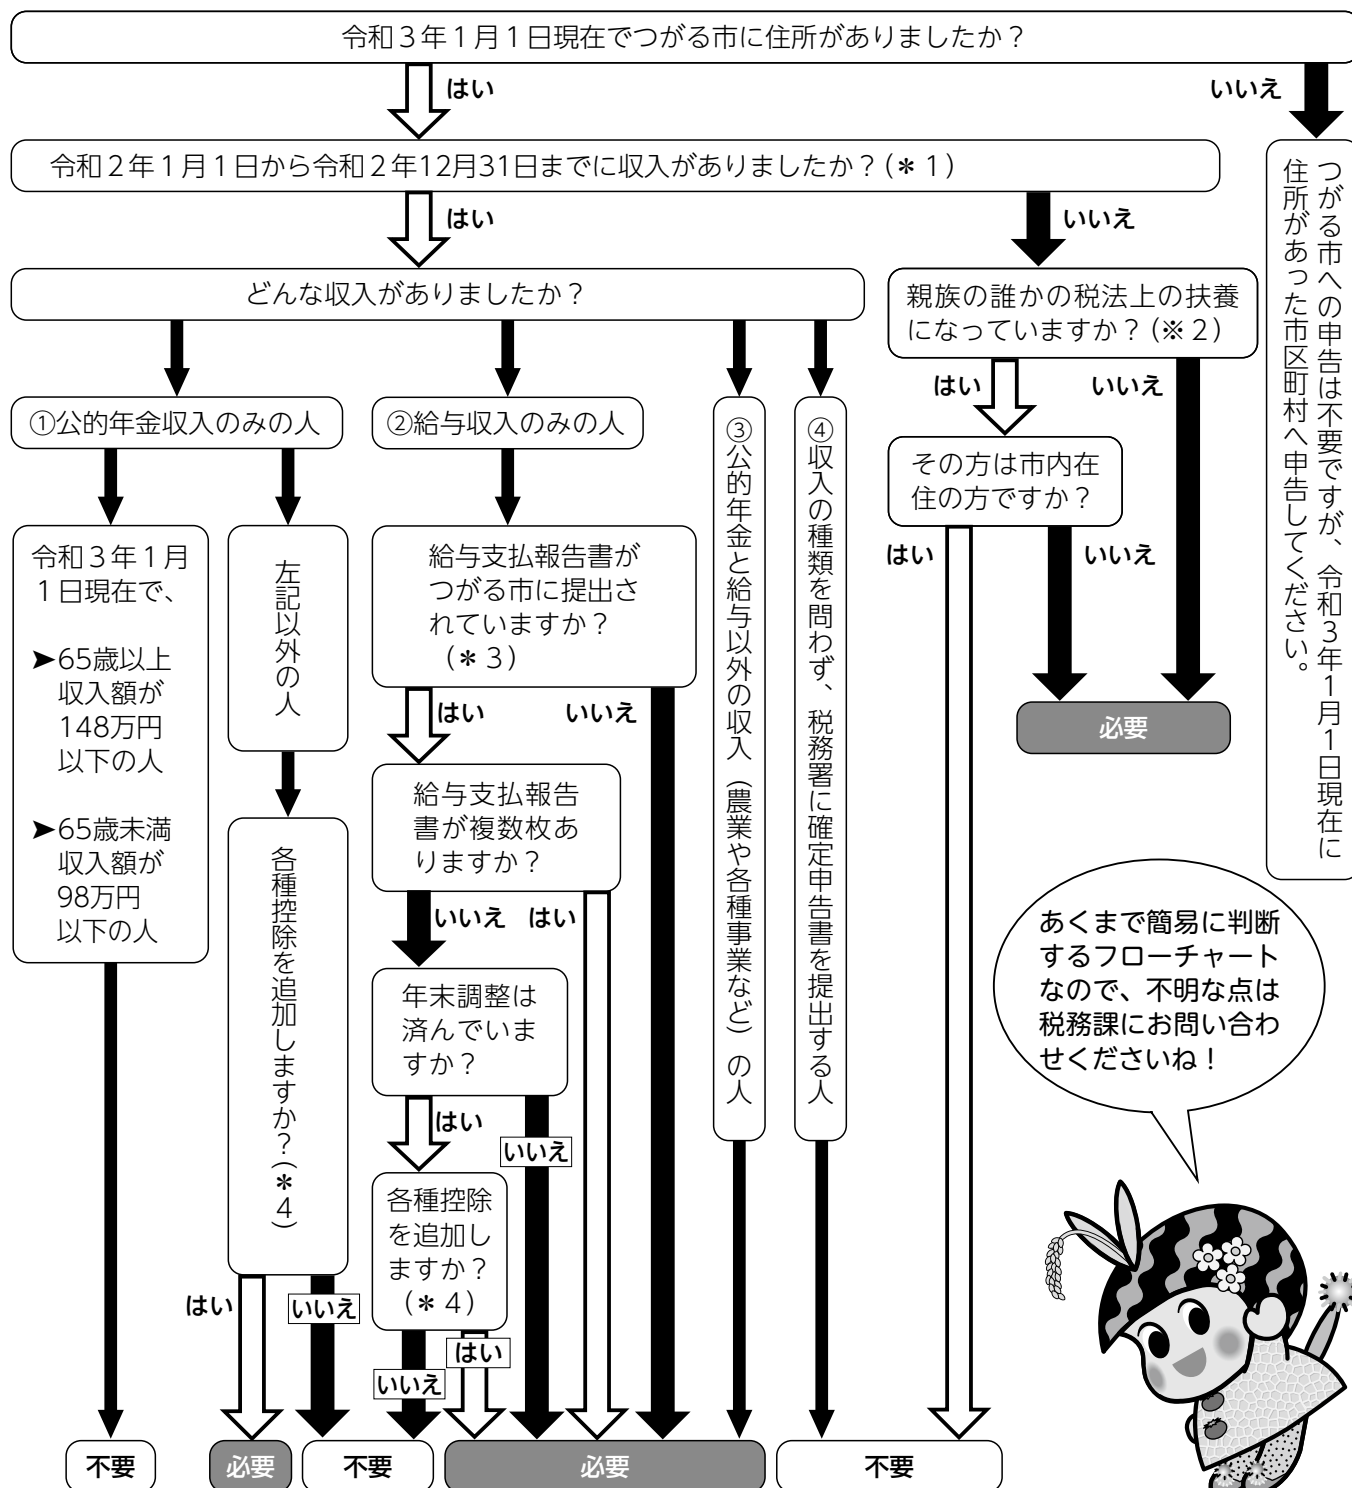 令和３年１月１日現在でつがる市に住所がありましたか？
はい
いいえ
令和２年１月１日から令和２年12月31日までに収入がありましたか？（＊１）
はい
いいえ
つがる市への申告は不要ですが、令和３年１月１日現在に
住所があった市区町村へ申告してください。
どんな収入がありましたか？
親族の誰かの税法上の扶養
になっていますか？（※２）
はい
いいえ
その方は市内在
住の方ですか？
はい
いいえ
必要
①公的年金収入のみの人
令和３年１月
１日現在で、
➤65歳以上
収入額が
148万円
以下の人
➤65歳未満
収入額が
98万円
以下の人
左記以外の人
各種控除を追加しますか？（＊４）
はい
いいえ
②給与収入のみの人
給与支払報告書が
つがる市に提出さ
れていますか？
（＊３）
はい
いいえ
給与支払報告
書が複数枚あ
りますか？
いいえ
はい
年末調整は
済んでいま
すか？
はい
いいえ
各種控除
を追加し
ますか？
（＊４）
いいえ
はい
③公的年金と給与以外の収入（農業や各種事業など）の人
④収入の種類を問わず、税務署に確定申告書を提出する人
あくまで簡易に判断
するフローチャート
なので、不明な点は
税務課にお問い合わ
せくださいね！
不要
必要
不要
必要
不要